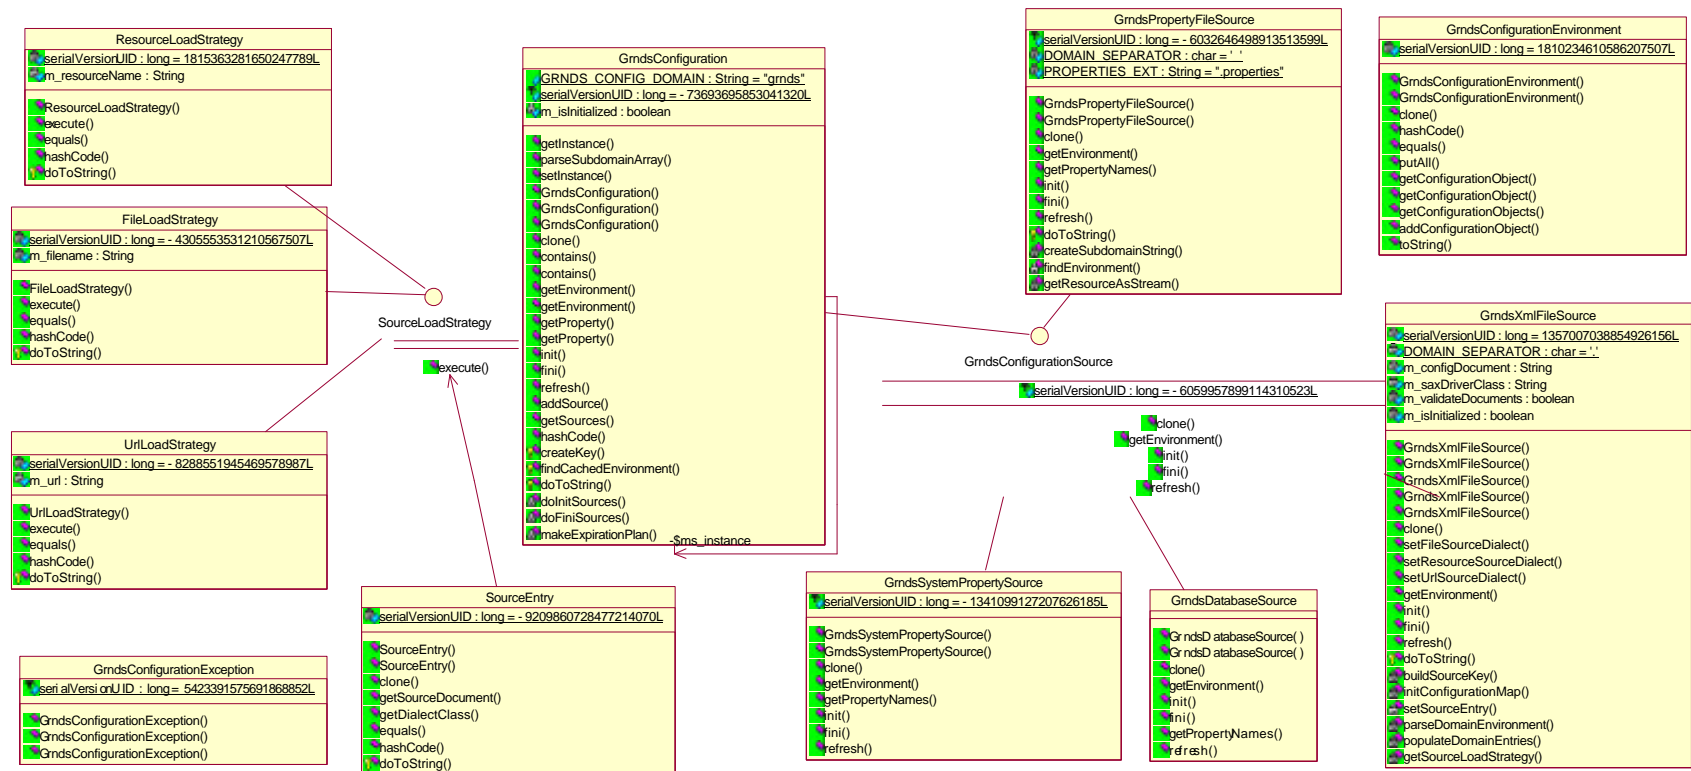 ResourceLoadStrategy
serialVersionUID : long = 1815363281650247789L
m_resourceName : String
ResourceLoadStrategy()
execute()
equals()
hashCode()
doToString()
FileLoadStrategy
serialVersionUID : long = - 4305553531210567507L
m_filename : String
FileLoadStrategy()
execute()
equals()
hashCode()
doToString()
UrlLoadStrategy
serialVersionUID : long = - 8288551945469578987L
m_url : String
UrlLoadStrategy()
execute()
equals()
hashCode()
doToString()
GrndsConfigurationException
serialVersionUID : long = 5423391575691868852L
GrndsConfigurationException()
GrndsConfigurationException()
GrndsConfigurationException()
SourceLoadStrategy
execute()
SourceEntry
serialVersionUID : long = - 9209860728477214070L
SourceEntry()
SourceEntry()
clone()
getSourceDocument()
getDialectClass()
equals()
hashCode()
doToString()
GrndsConfiguration
GRNDS_CONFIG_DOMAIN : String = "grnds"
serialVersionUID : long = - 73693695853041320L
m_isInitialized : boolean
getInstance()
parseSubdomainArray()
setInstance()
GrndsConfiguration()
GrndsConfiguration()
GrndsConfiguration()
clone()
contains()
contains()
getEnvironment()
getEnvironment()
getProperty()
getProperty()
init()
fini()
refresh()
addSource()
getSources()
hashCode()
createKey()
findCachedEnvironment()
doToString()
doInitSources()
doFiniSources()
makeExpirationPlan()
-$ms_instance
GrndsPropertyFileSource
serialVersionUID : long = - 6032646498913513599L
DOMAIN_SEPARATOR : char = '_'
PROPERTIES_EXT : String = ".properties"
GrndsPropertyFileSource()
GrndsPropertyFileSource()
clone()
getEnvironment()
getPropertyNames()
init()
fini()
refresh()
doToString()
createSubdomainString()
findEnvironment()
getResourceAsStream()
GrndsConfigurationSource
serialVersionUID : long = - 6059957899114310523L
clone()
getEnvironment()
init()
fini()
refresh()
GrndsSystemPropertySource
serialVersionUID : long = - 1341099127207626185L
GrndsSystemPropertySource()
GrndsSystemPropertySource()
clone()
getEnvironment()
getPropertyNames()
init()
fini()
refresh()
GrndsDatabaseSource
GrndsDatabaseSource()
GrndsDatabaseSource()
clone()
getEnvironment()
init()
fini()
getPropertyNames()
refresh()
GrndsConfigurationEnvironment
serialVersionUID : long = 1810234610586207507L
GrndsConfigurationEnvironment()
GrndsConfigurationEnvironment()
clone()
hashCode()
equals()
putAll()
getConfigurationObject()
getConfigurationObject()
getConfigurationObjects()
addConfigurationObject()
toString()
GrndsXmlFileSource
serialVersionUID : long = 1357007038854926156L
DOMAIN_SEPARATOR : char = '.'
m_configDocument : String
m_saxDriverClass : String
m_validateDocuments : boolean
m_isInitialized : boolean
GrndsXmlFileSource()
GrndsXmlFileSource()
GrndsXmlFileSource()
GrndsXmlFileSource()
GrndsXmlFileSource()
clone()
setFileSourceDialect()
setResourceSourceDialect()
setUrlSourceDialect()
getEnvironment()
init()
fini()
refresh()
doToString()
buildSourceKey()
initConfigurationMap()
setSourceEntry()
parseDomainEnvironment()
populateDomainEntries()
getSourceLoadStrategy()